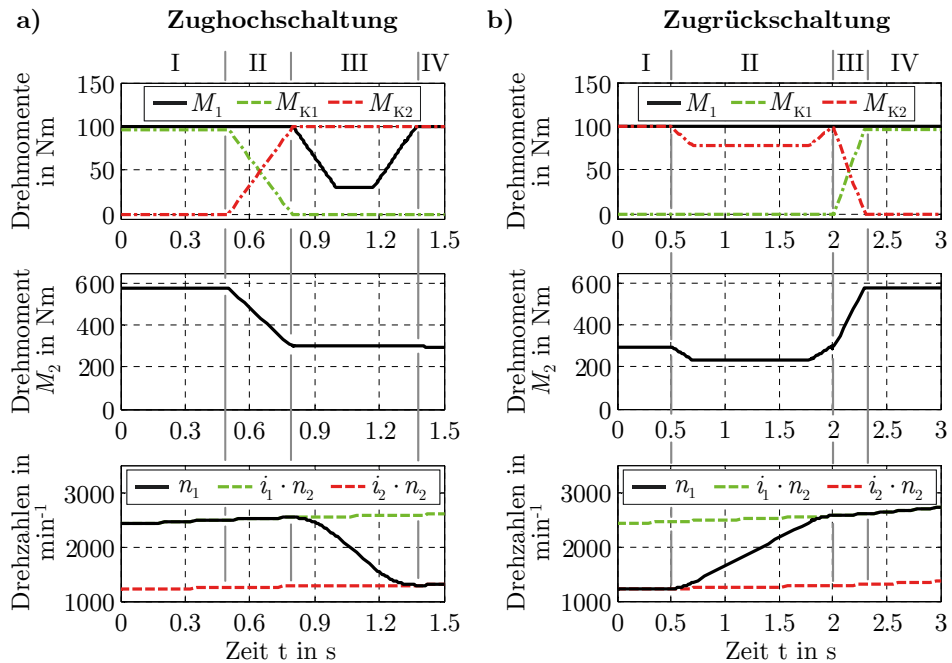 a) Zughochschaltung
I II III IV
Drehmomente in Nm
150
100
50
0
M1 MK1 MK2
0 0.3 0.6 0.9 1.2 1.5
Drehmoment M2 in Nm
600
400
200
0
0 0.3 0.6 0.9 1.2 1.5
Drehzahlen in min-1
3000
2000
1000
n1 i1 · n2 i2 · n2
0 0.3 0.6 0.9 1.2 1.5
Zeit t in s
b) Zugrückschaltung
I II III IV
Drehmomente in Nm
150
100
50
0
M1 MK1 MK2
0 0.5 1 1.5 2 2.5 3
Drehmoment M2 in Nm
600
400
200
0
0 0.5 1 1.5 2 2.5 3
Drehzahlen in min-1
3000
2000
1000
n1 i1 · n2 i2 · n2
0 0.5 1 1.5 2 2.5 3
Zeit t in s